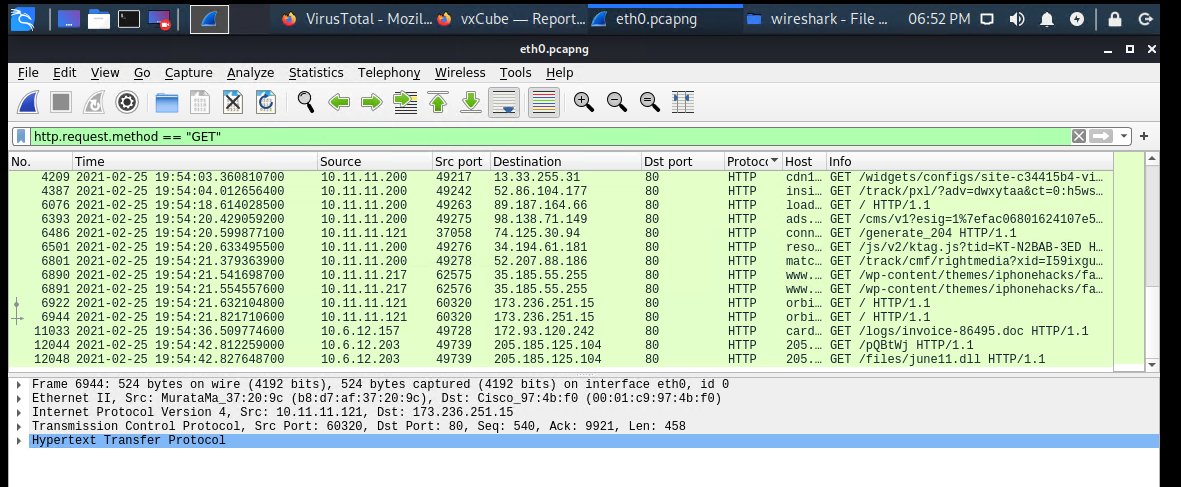 VirusTotal - Mozil... vxCube — Report... eth0.pcapng wireshark - File ... 06:52 PM
eth0.pcapng
File Edit View Go Capture Analyze Statistics Telephony Wireless Tools Help
http.request.method == "GET"
No. Time Source Src port Destination Dst port Protoc Host Info
4209 2021-02-25 19:54:03.360810700 10.11.11.200 49217 13.33.255.31 80 HTTP cdn1... GET /widgets/configs/site-c34415b4-vi...
4387 2021-02-25 19:54:04.012656400 10.11.11.200 49242 52.86.104.177 80 HTTP insi... GET /track/pxl/?adv=dwxytaa&ct=0:h5ws...
6076 2021-02-25 19:54:18.614028500 10.11.11.200 49263 89.187.164.66 80 HTTP load... GET / HTTP/1.1
6393 2021-02-25 19:54:20.429059200 10.11.11.200 49275 98.138.71.149 80 HTTP ads.... GET /cms/v1?esig=1%7efac06801624107e5...
6486 2021-02-25 19:54:20.599877100 10.11.11.121 37058 74.125.30.94 80 HTTP conn... GET /generate_204 HTTP/1.1
6501 2021-02-25 19:54:20.633495500 10.11.11.200 49276 34.194.61.181 80 HTTP reso... GET /js/v2/ktag.js?tid=KT-N2BAB-3ED H...
6801 2021-02-25 19:54:21.379363900 10.11.11.200 49278 52.207.88.186 80 HTTP matc... GET /track/cmf/rightmedia?xid=I59ixgu...
6890 2021-02-25 19:54:21.541698700 10.11.11.217 62575 35.185.55.255 80 HTTP www.... GET /wp-content/themes/iphonehacks/fa...
6891 2021-02-25 19:54:21.554557600 10.11.11.217 62576 35.185.55.255 80 HTTP www.... GET /wp-content/themes/iphonehacks/fa...
6922 2021-02-25 19:54:21.632104800 10.11.11.121 60320 173.236.251.15 80 HTTP orbi... GET / HTTP/1.1
6944 2021-02-25 19:54:21.821710600 10.11.11.121 60320 173.236.251.15 80 HTTP orbi... GET / HTTP/1.1
11033 2021-02-25 19:54:36.509774600 10.6.12.157 49728 172.93.120.242 80 HTTP card... GET /logs/invoice-86495.doc HTTP/1.1
12044 2021-02-25 19:54:42.812259000 10.6.12.203 49739 205.185.125.104 80 HTTP 205.... GET /pQBtWj HTTP/1.1
12048 2021-02-25 19:54:42.827648700 10.6.12.203 49739 205.185.125.104 80 HTTP 205.... GET /files/june11.dll HTTP/1.1
Frame 6944: 524 bytes on wire (4192 bits), 524 bytes captured (4192 bits) on interface eth0, id 0
Ethernet II, Src: MurataMa_37:20:9c (b8:d7:af:37:20:9c), Dst: Cisco_97:4b:f0 (00:01:c9:97:4b:f0)
Internet Protocol Version 4, Src: 10.11.11.121, Dst: 173.236.251.15
Transmission Control Protocol, Src Port: 60320, Dst Port: 80, Seq: 540, Ack: 9921, Len: 458
Hypertext Transfer Protocol